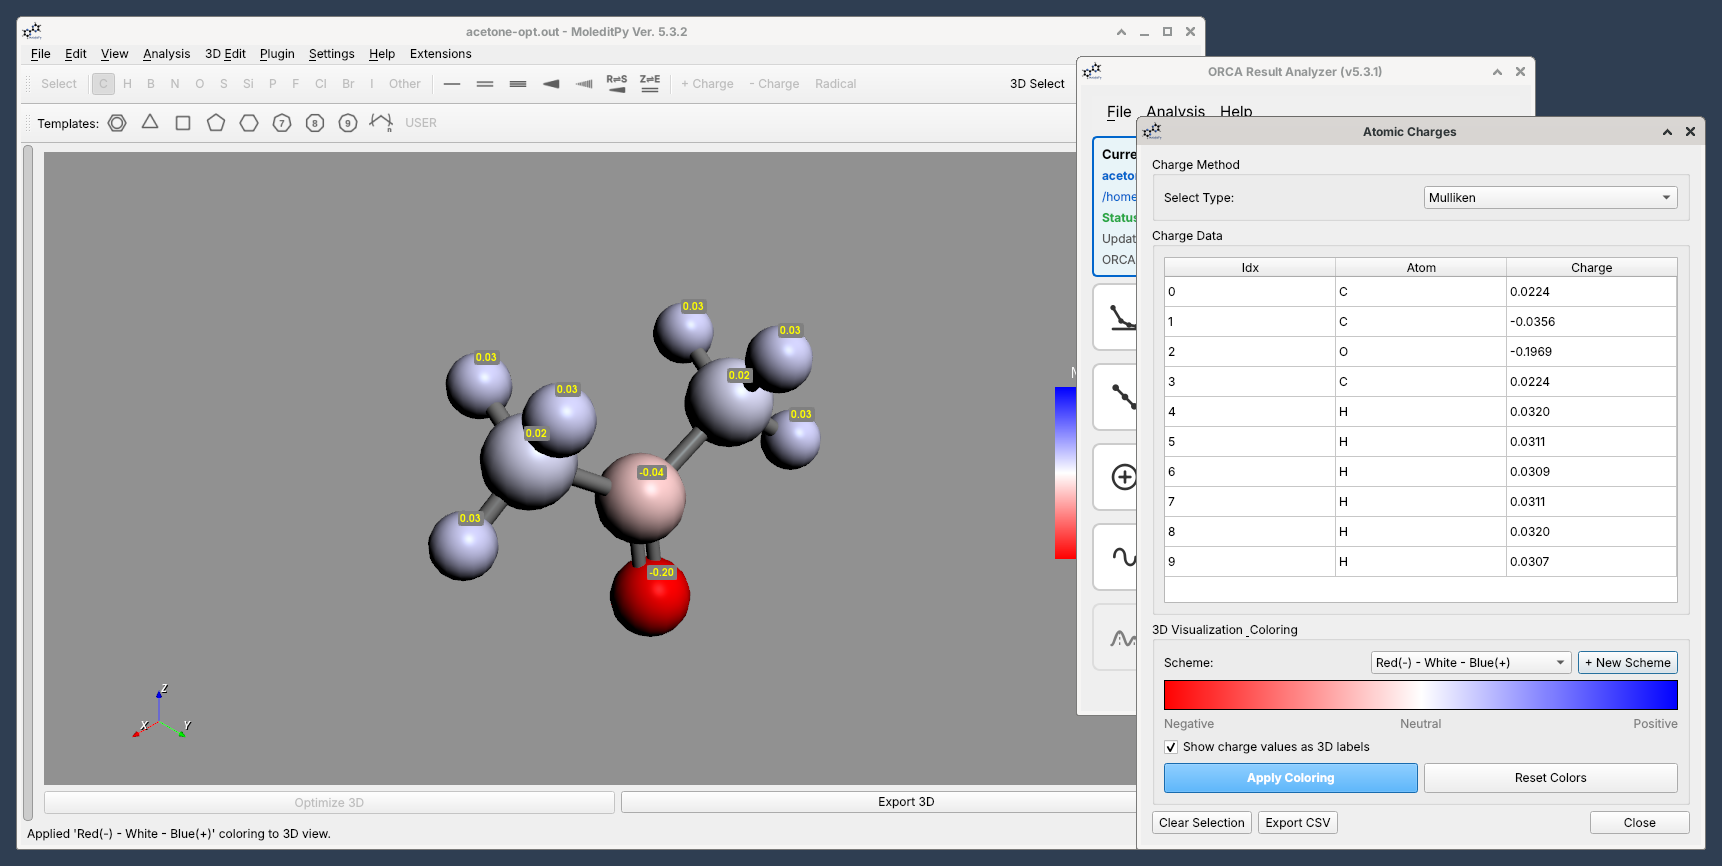 acetone-opt.out - MoleditPy Ver. 5.3.2
File Edit View Analysis 3D Edit Plugin Settings Help Extensions
Select C H B N O S Si P F Cl Br I Other R⇌S Z⇌E + Charge - Charge Radical 3D Select
Templates: 7 8 9 n USER
0.03
0.03
0.02
0.03
0.03
0.03
0.02
-0.04
0.03
-0.20
Z
X Y
Optimize 3D Export 3D
Applied 'Red(-) - White - Blue(+)' coloring to 3D view.
ORCA Result Analyzer (v5.3.1)
File Analysis Help
/home
Status
ORCA
Atomic Charges
Charge Method
Select Type: Mulliken
Charge Data
Idx Atom Charge
0 C 0.0224
1 C -0.0356
2 O -0.1969
3 C 0.0224
4 H 0.0320
5 H 0.0311
6 H 0.0309
7 H 0.0311
8 H 0.0320
9 H 0.0307
3D Visualization _Coloring
Scheme: Red(-) - White - Blue(+) + New Scheme
Negative Neutral Positive
Show charge values as 3D labels
Apply Coloring Reset Colors
Clear Selection Export CSV Close